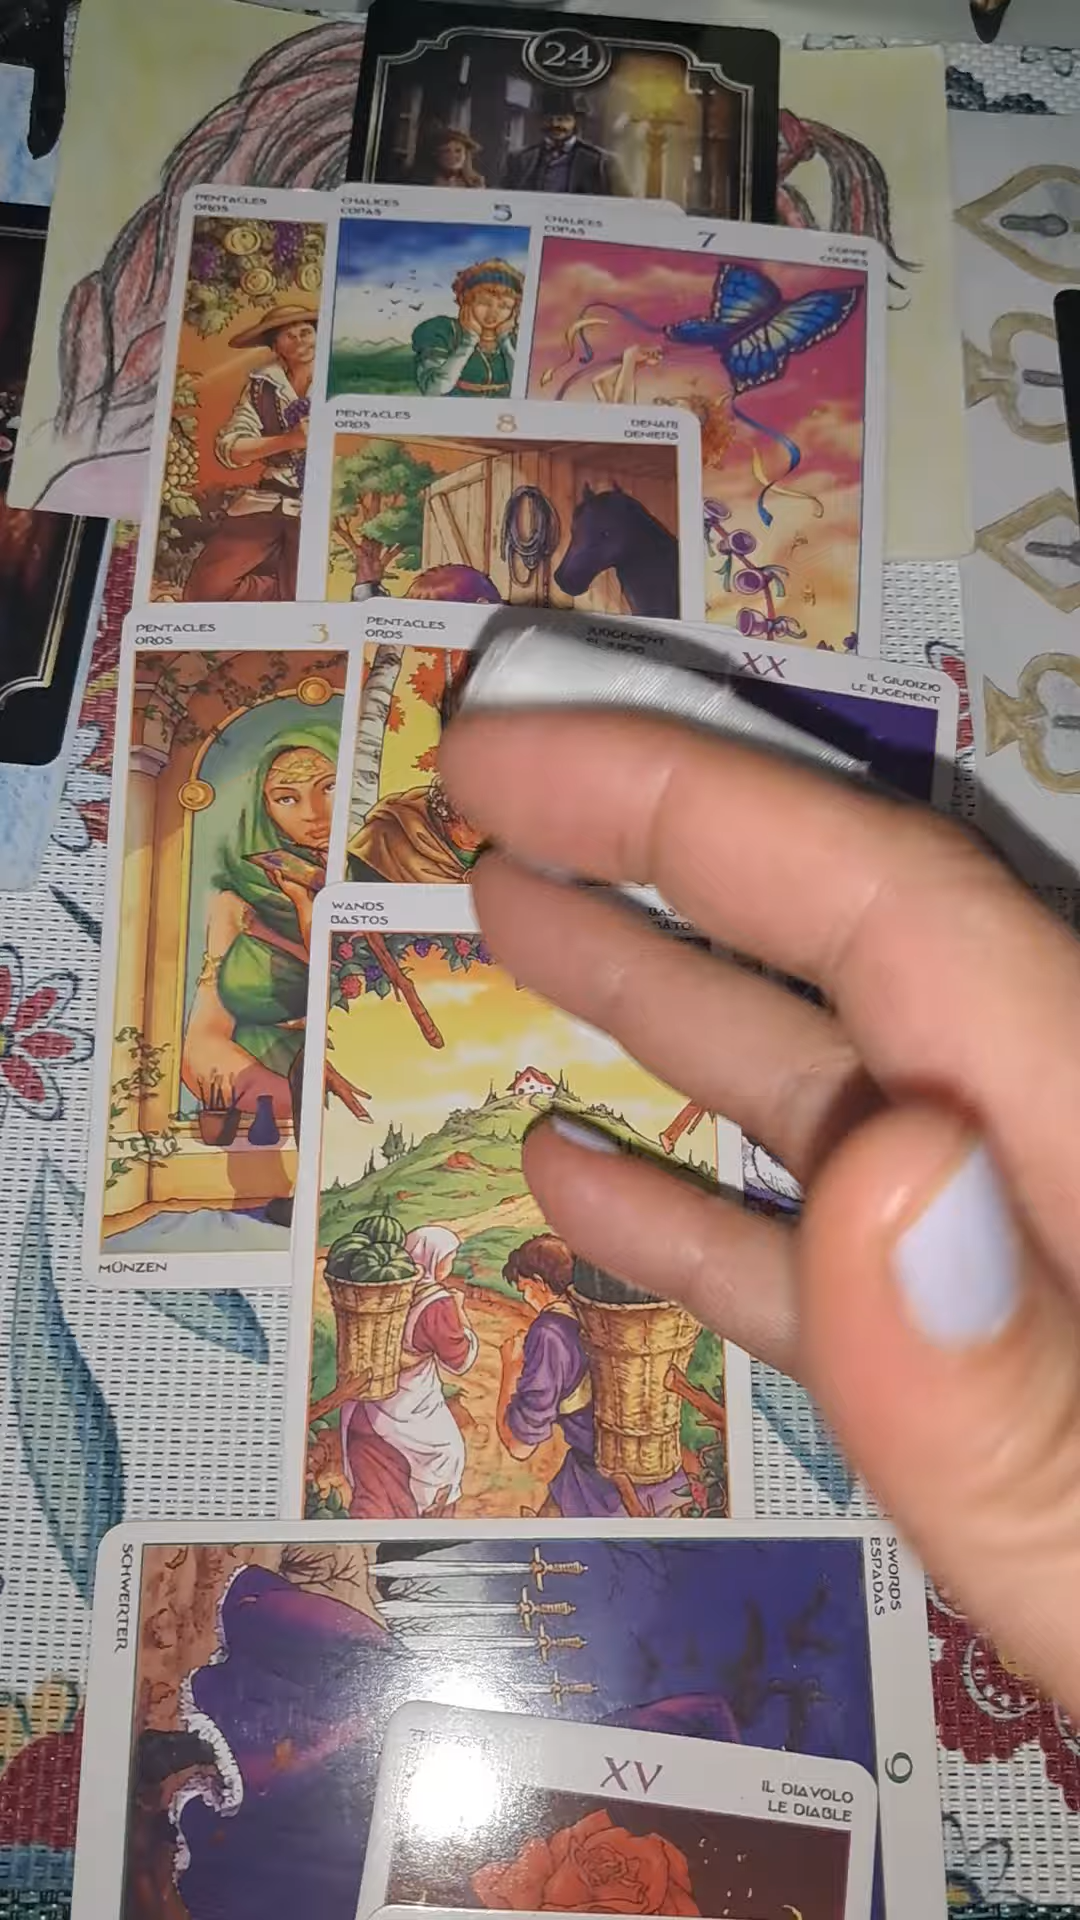 24
PENTACLES
OROS
CHALICES
COPAS
5
CHALICES
COPAS
7
COPPE
COUPES
PENTACLES
OROS
8
DENARI
DENIERS
PENTACLES
OROS
3
PENTACLES
OROS
JUDGEMENT
XX
IL GIUDIZIO
LE JUGEMENT
WANDS
BASTOS
BAS
MÜNZEN
SCHWERTER
SWORDS
ESPADAS
9
XV
IL DIAVOLO
LE DIABLE